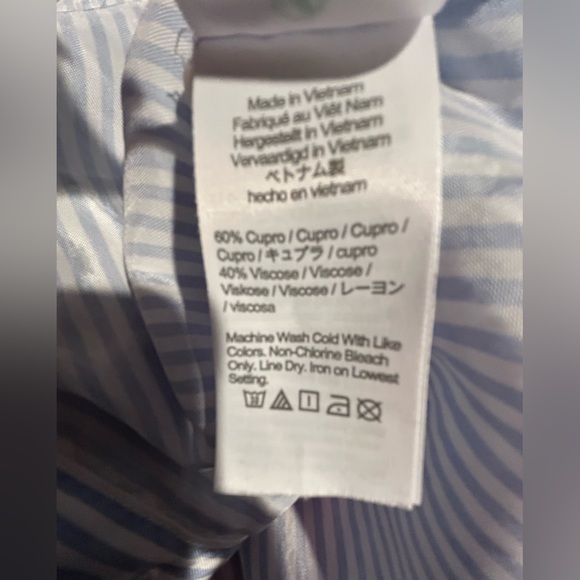 Made in Vietnam
Fabriqué au Viêt Nam
Hergestellt in Vietnam
Vervaardigd in Vietnam
ベトナム製
hecho en vietnam
60% Cupro / Cupro / Cupro /
Cupro / キュプラ / cupro
40% Viscose / Viscose /
Viskose / Viscose / レーヨン
/ viscosa
Machine Wash Cold With Like
Colors. Non-Chlorine Bleach
Only. Line Dry. Iron on Lowest
Setting.